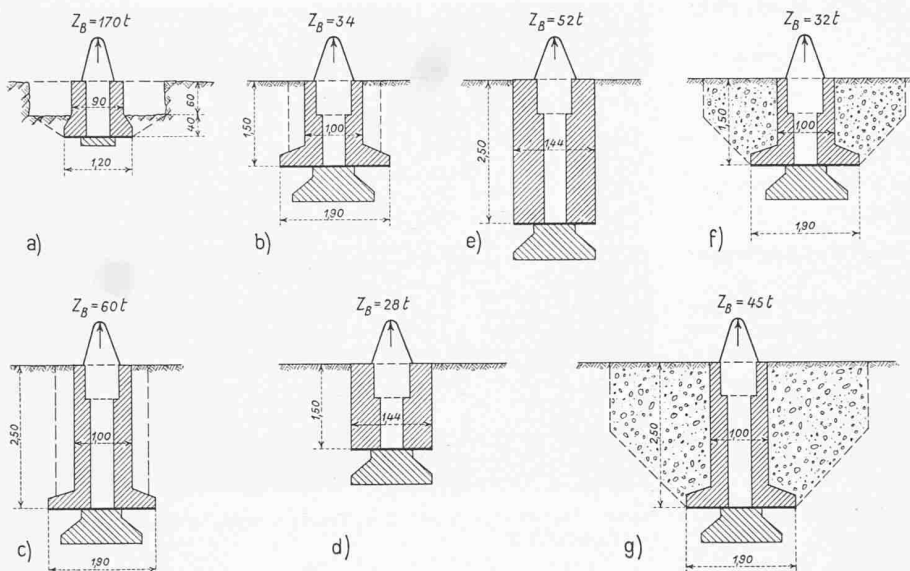 Z_B = 170 t
90
60
40
1,20
a)
Z_B = 34
1,50
100
1,90
b)
Z_B = 52 t
2,50
1,44
e)
Z_B = 32 t
1,50
100
1,90
f)
Z_B = 60 t
2,50
100
1,90
c)
Z_B = 28 t
1,50
1,44
d)
Z_B = 45 t
2,50
100
1,90
g)